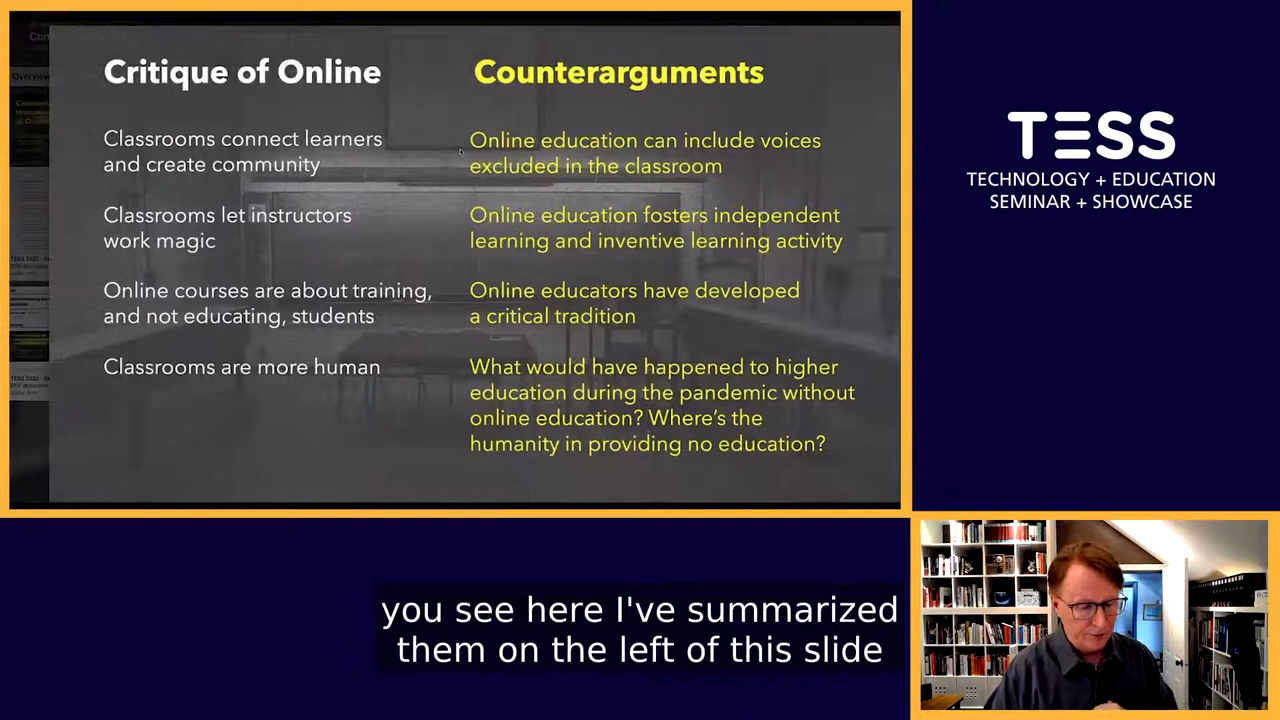 Critique of Online
Classrooms connect learners
and create community
Classrooms let instructors
work magic
Online courses are about training,
and not educating, students
Classrooms are more human
Counterarguments
Online education can include voices
excluded in the classroom
Online education fosters independent
learning and inventive learning activity
Online educators have developed
a critical tradition
What would have happened to higher
education during the pandemic without
online education? Where's the
humanity in providing no education?
TESS
TECHNOLOGY + EDUCATION
SEMINAR + SHOWCASE
you see here I've summarized
them on the left of this slide